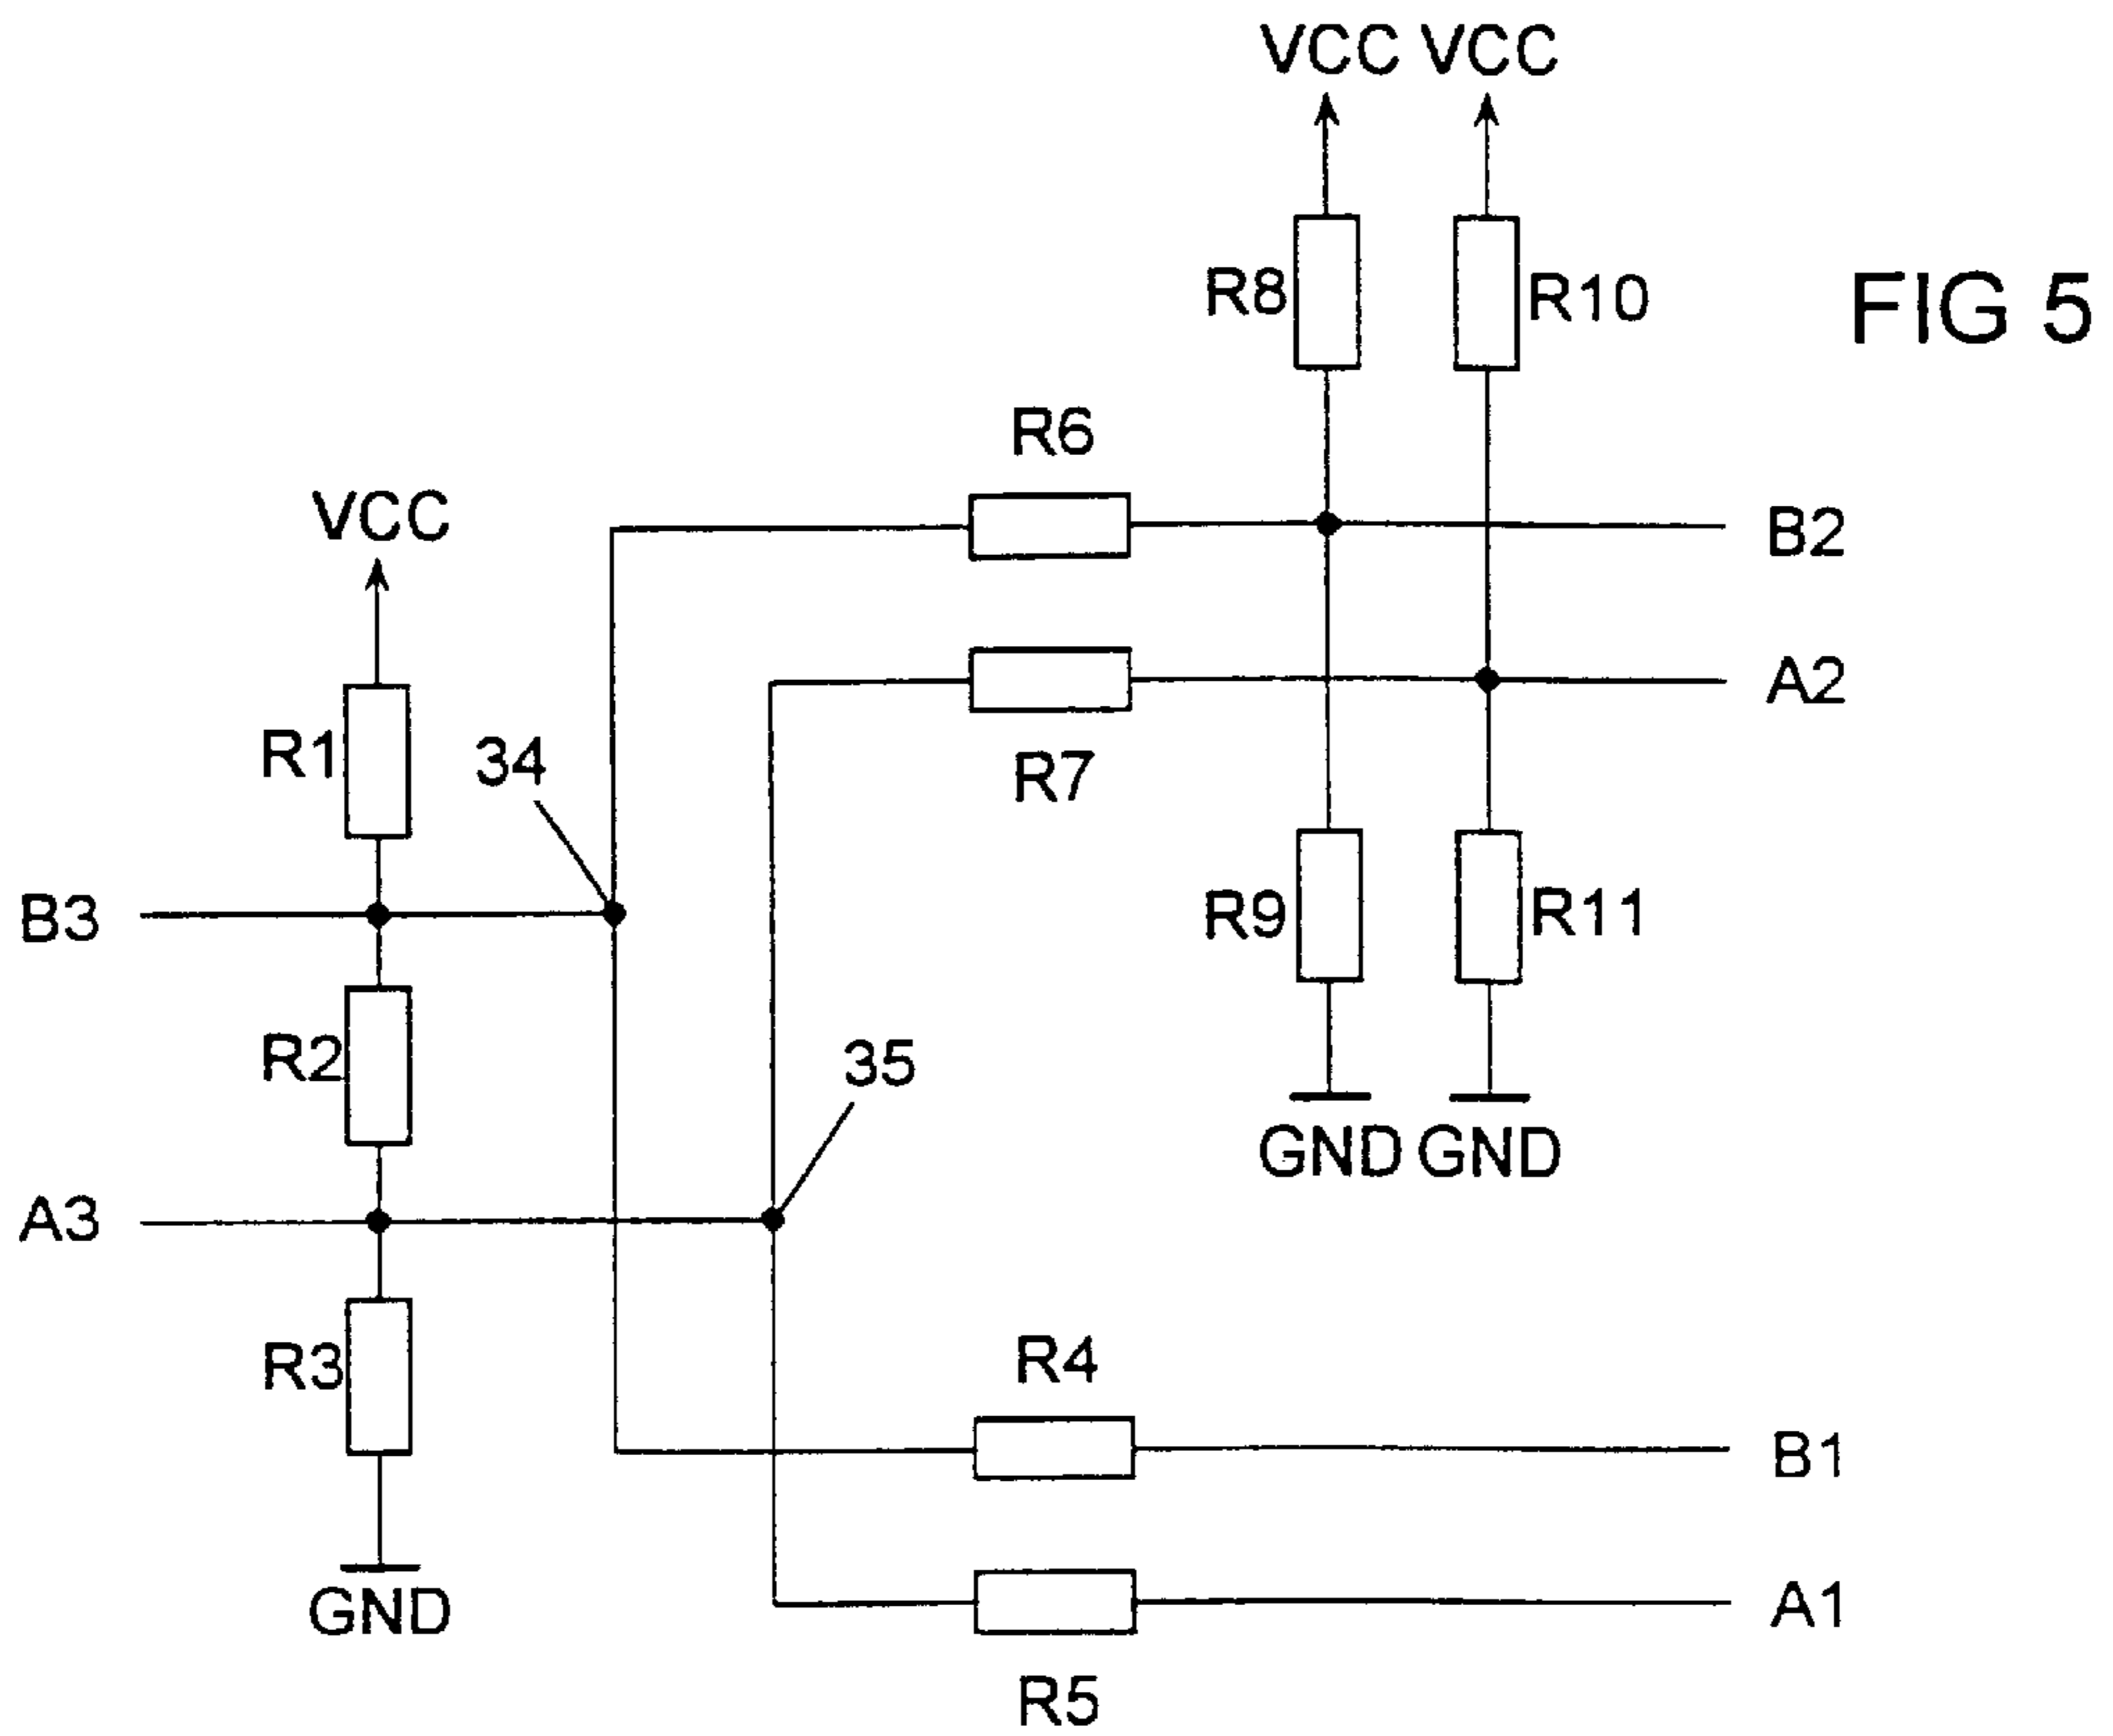 VCC VCC
R8
R10
FIG 5
R6
B2
VCC
A2
R1
34
R7
B3
R9
R11
R2
35
GND GND
A3
R3
R4
B1
GND
A1
R5